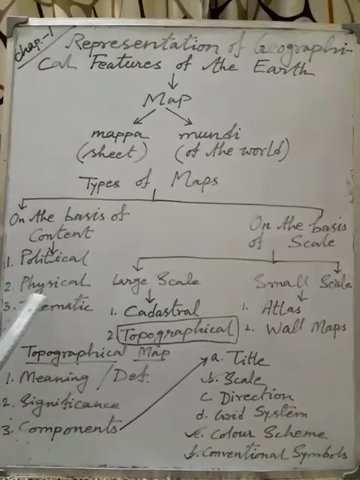 Chap.-1
Representation of Geographi-
cal Features of the Earth
Map
mappa mundi
(sheet) (of the world)
Types of Maps
On the basis of
Content
1. Political
2. Physical
3. Thematic
On the basis
of Scale
Large Scale
1. Cadastral
2. Topographical
Small Scale
1. Atlas
2. Wall Maps
Topographical Map
1. Meaning/Def.
2. Significance
3. Components
a. Title
b. Scale
c Direction
d. Grid System
e. Colour Scheme
f. Conventional Symbols